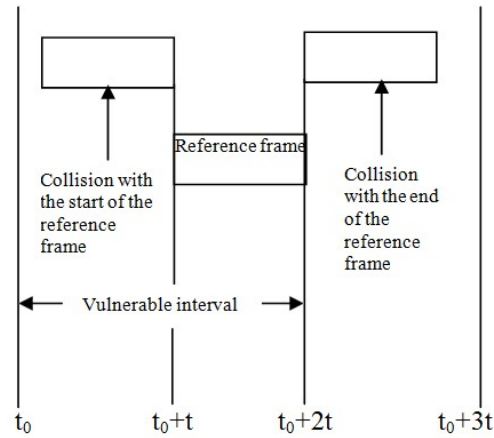 Reference frame
Collision with
the start of the
reference
frame
Collision
with the end
of the
reference
frame
Vulnerable interval
t₀
t₀+t
t₀+2t
t₀+3t